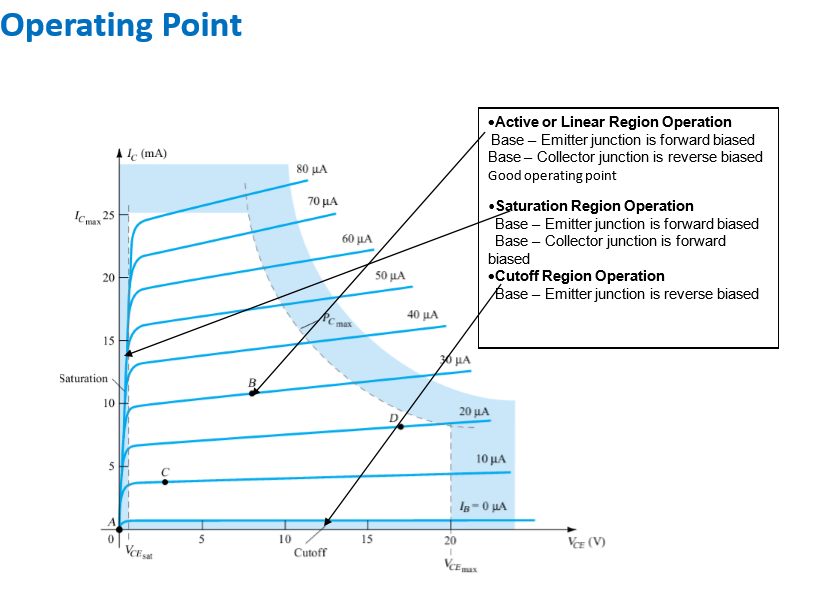 Operating Point
•Active or Linear Region Operation
Base – Emitter junction is forward biased
Base – Collector junction is reverse biased
Good operating point
•Saturation Region Operation
Base – Emitter junction is forward biased
Base – Collector junction is forward
biased
•Cutoff Region Operation
Base – Emitter junction is reverse biased
IC (mA)
80 µA
70 µA
ICmax 25
60 µA
50 µA
20
40 µA
PCmax
15
30 µA
Saturation
B
10
D
20 µA
10 µA
5
C
IB = 0 µA
A
0
5
10
15
20
VCE (V)
VCEsat
Cutoff
VCEmax